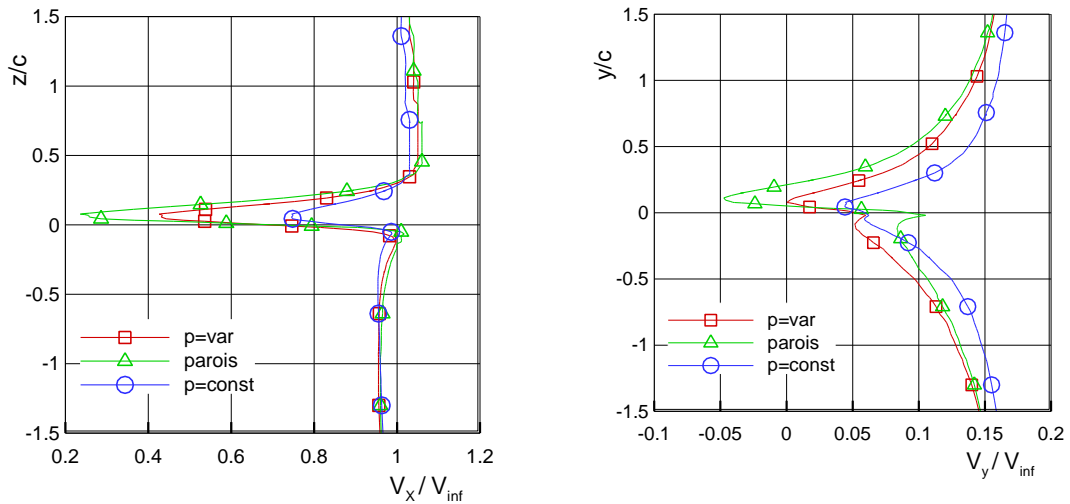 1.5
1
0.5
0
-0.5
-1
-1.5
z/c
0.2 0.4 0.6 0.8 1 1.2
V_X / V_inf
p=var
parois
p=const
1.5
1
0.5
0
-0.5
-1
-1.5
y/c
-0.1 -0.05 0 0.05 0.1 0.15 0.2
V_y / V_inf
p=var
parois
p=const